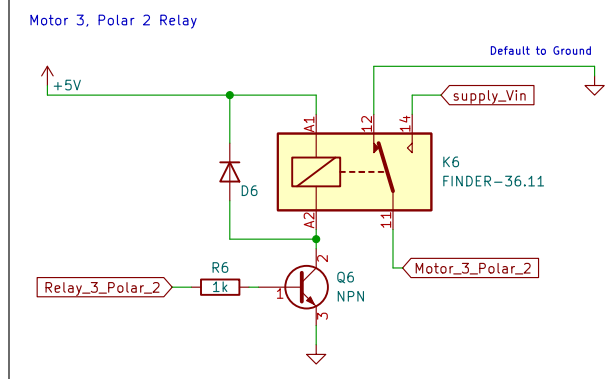 Motor 3, Polar 2 Relay
Default to Ground
+5V
supply_Vin
A1
12
14
K6
FINDER-36.11
D6
A2
11
R6
1k
Relay_3_Polar_2
1
2
Q6
NPN
3
Motor_3_Polar_2